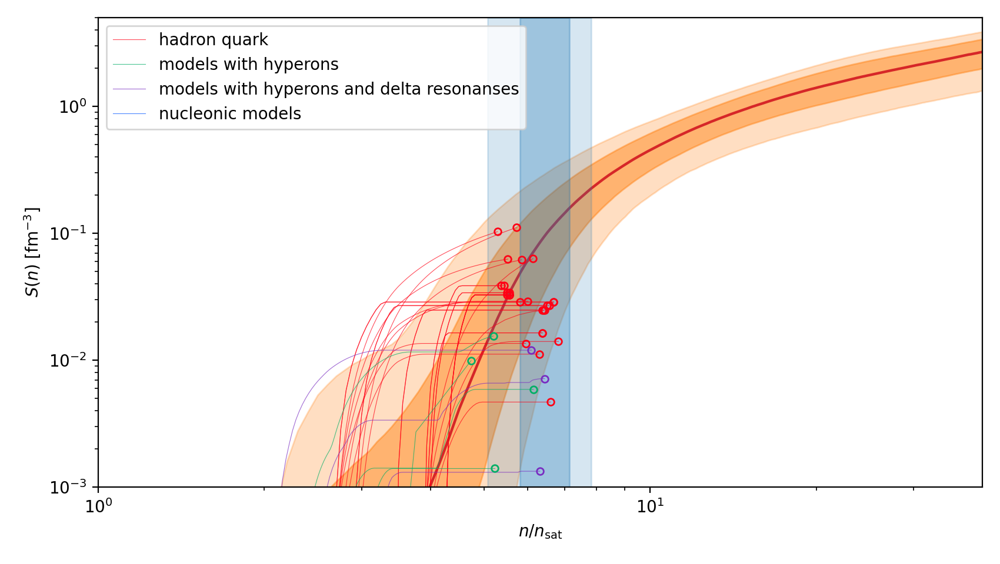 hadron quark
models with hyperons
models with hyperons and delta resonanses
nucleonic models
S(n) [fm⁻³]
10⁰
10⁻¹
10⁻²
10⁻³
10⁰
10¹
n/n_sat